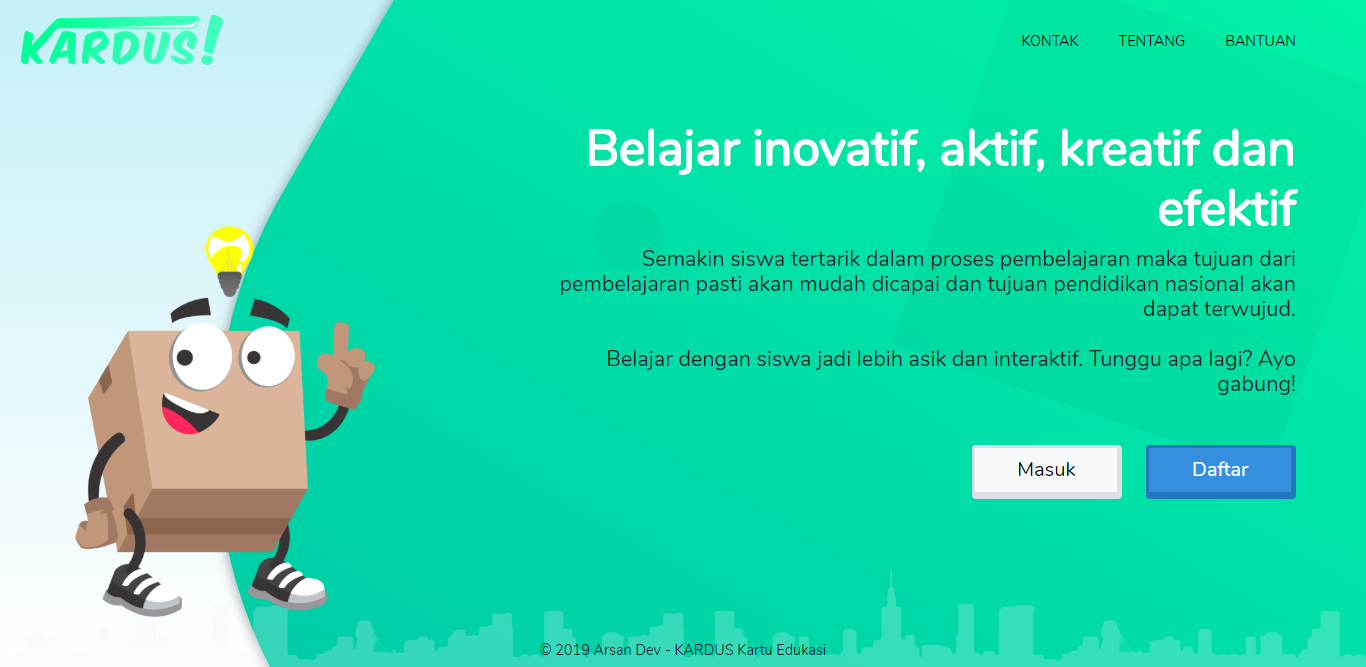 KARDUS!
KONTAK TENTANG BANTUAN
Belajar inovatif, aktif, kreatif dan
efektif
Semakin siswa tertarik dalam proses pembelajaran maka tujuan dari
pembelajaran pasti akan mudah dicapai dan tujuan pendidikan nasional akan
dapat terwujud.
Belajar dengan siswa jadi lebih asik dan interaktif. Tunggu apa lagi? Ayo
gabung!
Masuk Daftar
© 2019 Arsan Dev - KARDUS Kartu Edukasi